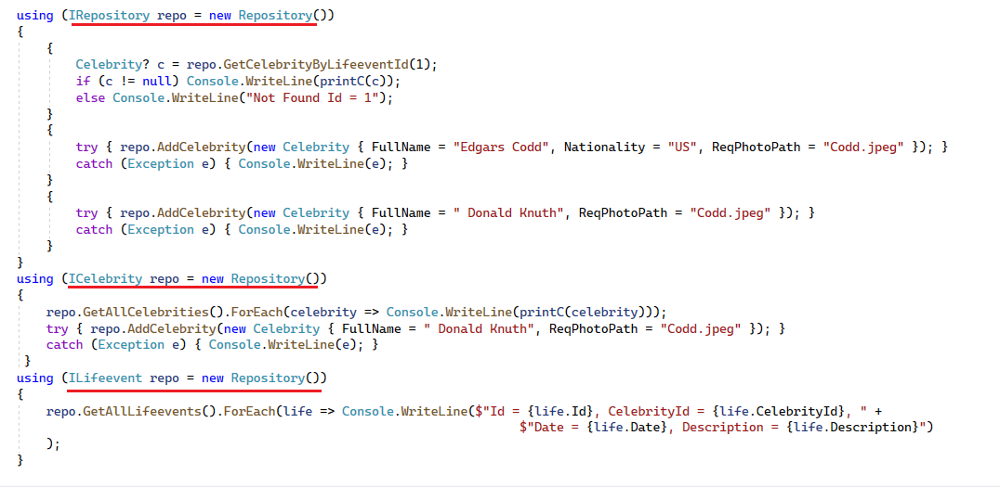 using (IRepository repo = new Repository())
{
    {
        Celebrity? c = repo.GetCelebrityByLifeeventId(1);
        if (c != null) Console.WriteLine(printC(c));
        else Console.WriteLine("Not Found Id = 1");
    }
    {
        try { repo.AddCelebrity(new Celebrity { FullName = "Edgars Codd", Nationality = "US", ReqPhotoPath = "Codd.jpeg" }); }
        catch (Exception e) { Console.WriteLine(e); }
    }
    {
        try { repo.AddCelebrity(new Celebrity { FullName = " Donald Knuth", ReqPhotoPath = "Codd.jpeg" }); }
        catch (Exception e) { Console.WriteLine(e); }
    }
}
using (ICelebrity repo = new Repository())
{
    repo.GetAllCelebrities().ForEach(celebrity => Console.WriteLine(printC(celebrity)));
    try { repo.AddCelebrity(new Celebrity { FullName = " Donald Knuth", ReqPhotoPath = "Codd.jpeg" }); }
    catch (Exception e) { Console.WriteLine(e); }
 }
using (ILifeevent repo = new Repository())
{
    repo.GetAllLifeevents().ForEach(life => Console.WriteLine($"Id = {life.Id}, CelebrityId = {life.CelebrityId}, " +
                                                                    $"Date = {life.Date}, Description = {life.Description}")
    );
}